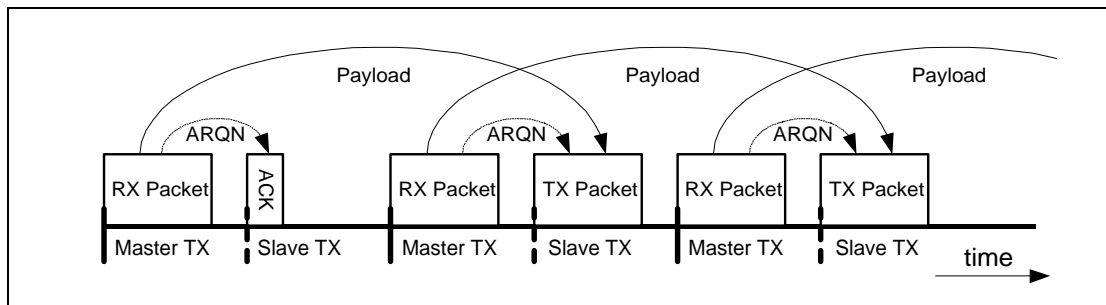 Payload Payload Payload
ARQN ARQN ARQN
RX Packet ACK RX Packet TX Packet RX Packet TX Packet
Master TX Slave TX Master TX Slave TX Master TX Slave TX
time